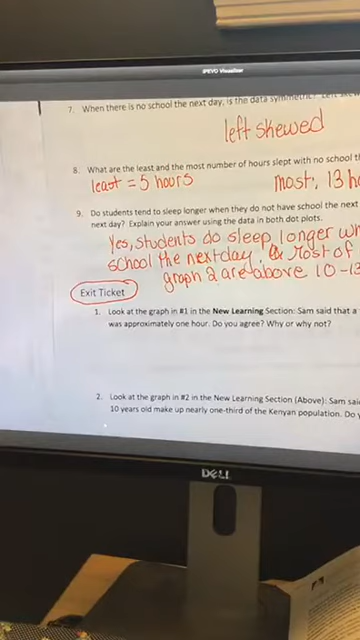 IPEVO Visualizer
7. When there is no school the next day, is the data symmetric? Left
left skewed
8. What are the least and the most number of hours slept with no school
least = 5 hours
most: 13
9. Do students tend to sleep longer when they do not have school the next
next day? Explain your answer using the data in both dot plots.
Yes, students do sleep longer
school the next day, most of
graph 2 are above 10-13
Exit Ticket
1. Look at the graph in #1 in the New Learning Section: Sam said that a
was approximately one hour. Do you agree? Why or why not?
2. Look at the graph in #2 in the New Learning Section (Above): Sam
10 years old make up nearly one-third of the Kenyan population. Do
DELL